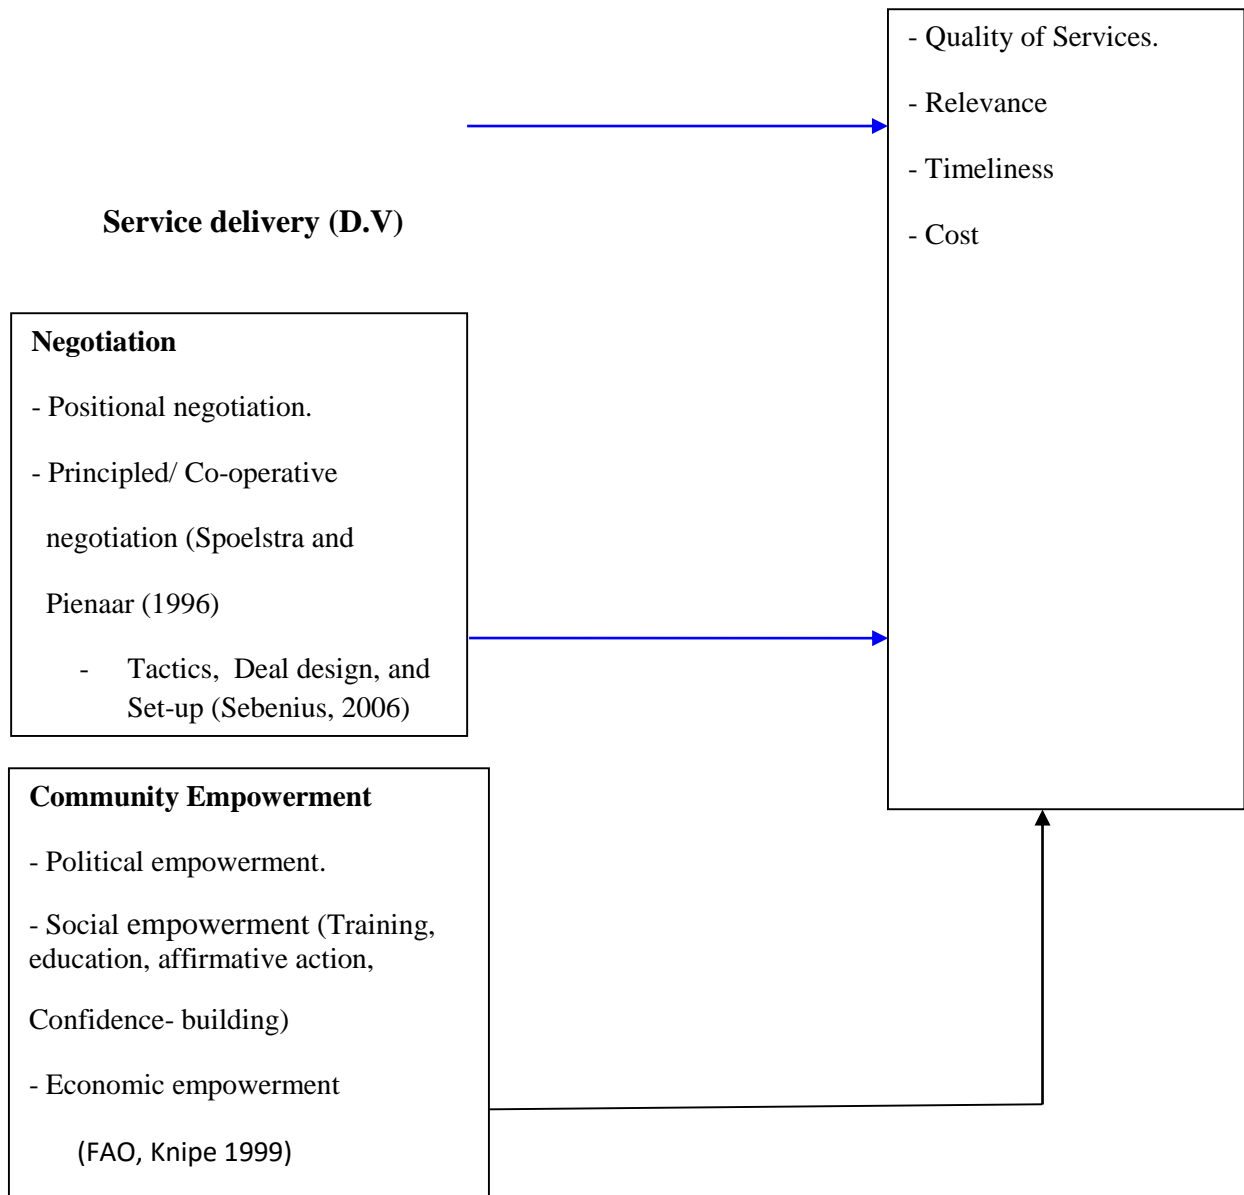 - Quality of Services.
- Relevance
- Timeliness
- Cost
Service delivery (D.V)
Negotiation
- Positional negotiation.
- Principled/ Co-operative
negotiation (Spoelstra and
Pienaar (1996)
- Tactics, Deal design, and
Set-up (Sebenius, 2006)
Community Empowerment
- Political empowerment.
- Social empowerment (Training,
education, affirmative action,
Confidence- building)
- Economic empowerment
(FAO, Knipe 1999)